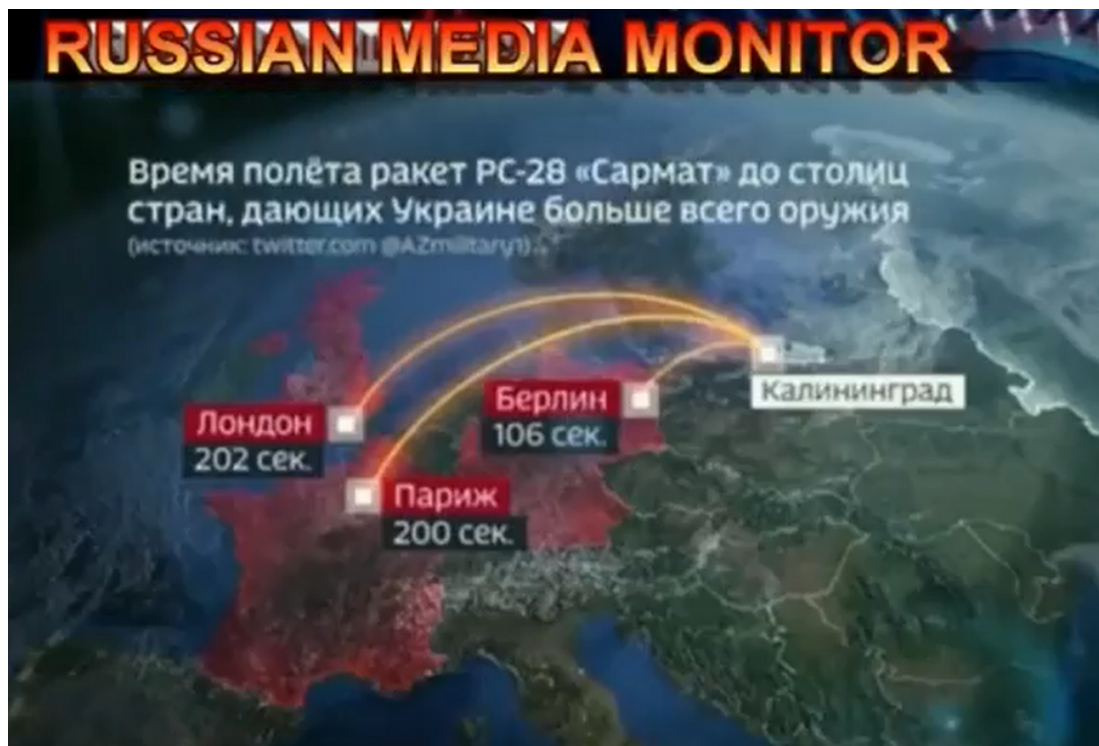 RUSSIAN MEDIA MONITOR
Время полёта ракет РС-28 «Сармат» до столиц
стран, дающих Украине больше всего оружия
(источник: twitter.com @AZmilitary1)
Калининград
Берлин
106 сек.
Лондон
202 сек.
Париж
200 сек.